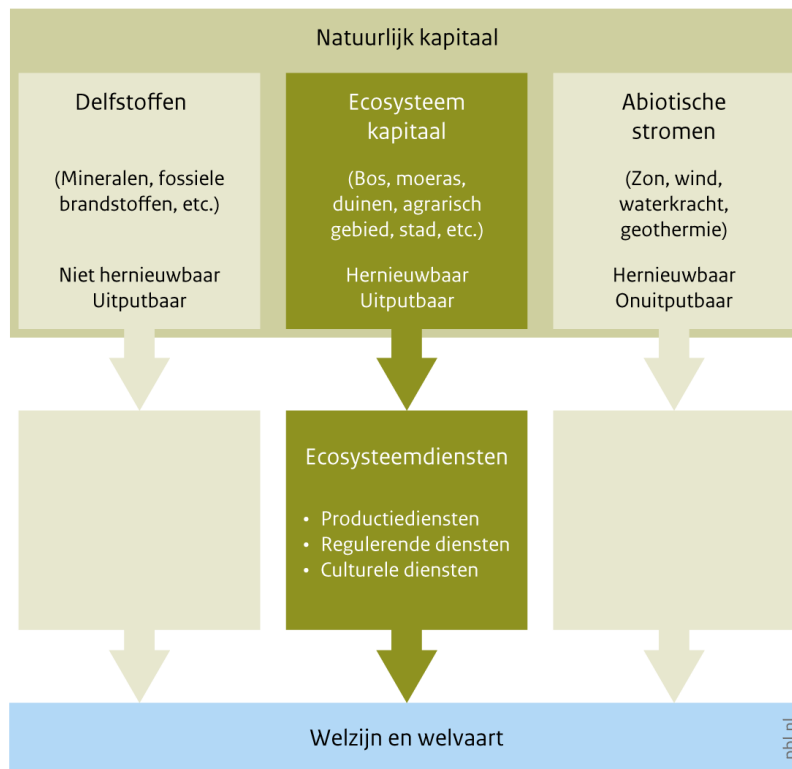 Natuurlijk kapitaal
Delfstoffen
(Mineralen, fossiele
brandstoffen, etc.)
Niet hernieuwbaar
Uitputbaar
Ecosysteem
kapitaal
(Bos, moeras,
duinen, agrarisch
gebied, stad, etc.)
Hernieuwbaar
Uitputbaar
Abiotische
stromen
(Zon, wind,
waterkracht,
geothermie)
Hernieuwbaar
Onuitputbaar
Ecosysteemdiensten
• Productiediensten
• Regulerende diensten
• Culturele diensten
Welzijn en welvaart
pbl.nl